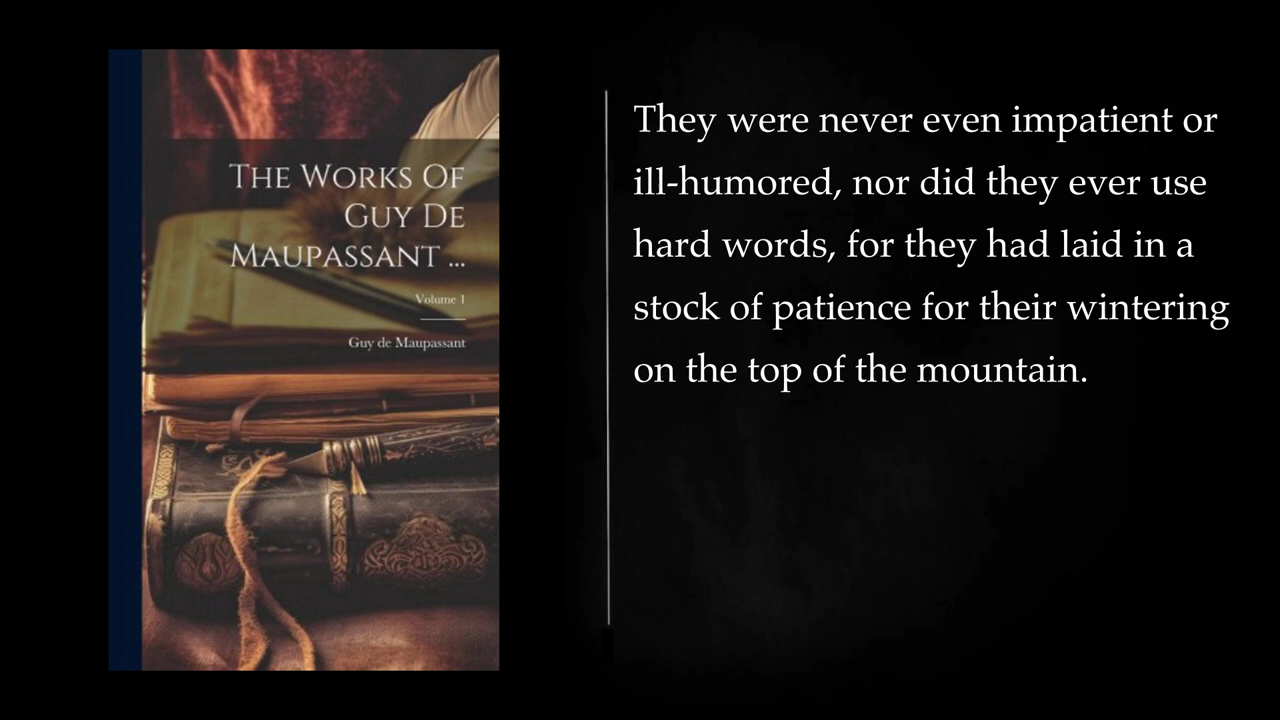 THE WORKS OF
GUY DE
MAUPASSANT ...
Volume 1
Guy de Maupassant
They were never even impatient or
ill-humored, nor did they ever use
hard words, for they had laid in a
stock of patience for their wintering
on the top of the mountain.